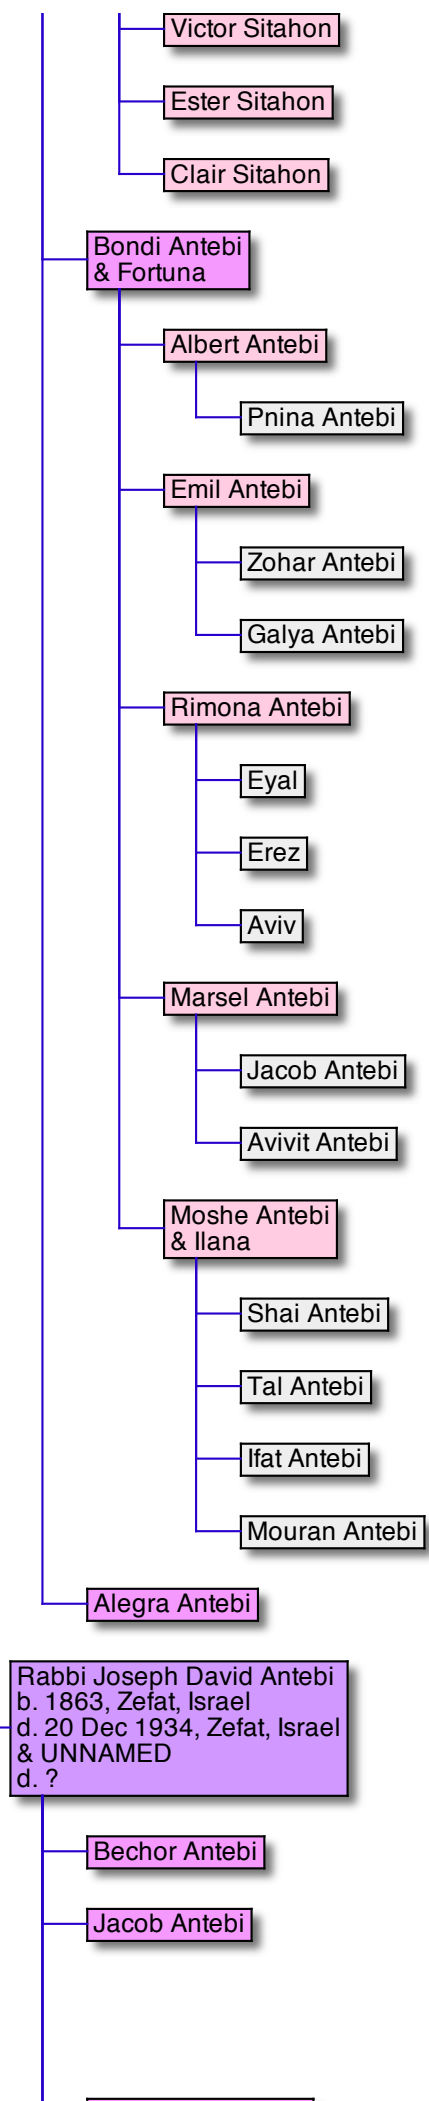 Victor Sitahon
Ester Sitahon
Clair Sitahon
Bondi Antebi
& Fortuna
Albert Antebi
Pnina Antebi
Emil Antebi
Zohar Antebi
Galya Antebi
Rimona Antebi
Eyal
Erez
Aviv
Marsel Antebi
Jacob Antebi
Avivit Antebi
Moshe Antebi
& Ilana
Shai Antebi
Tal Antebi
Ifat Antebi
Mouran Antebi
Alegra Antebi
Rabbi Joseph David Antebi
b. 1863, Zefat, Israel
d. 20 Dec 1934, Zefat, Israel
& UNNAMED
d. ?
Bechor Antebi
Jacob Antebi